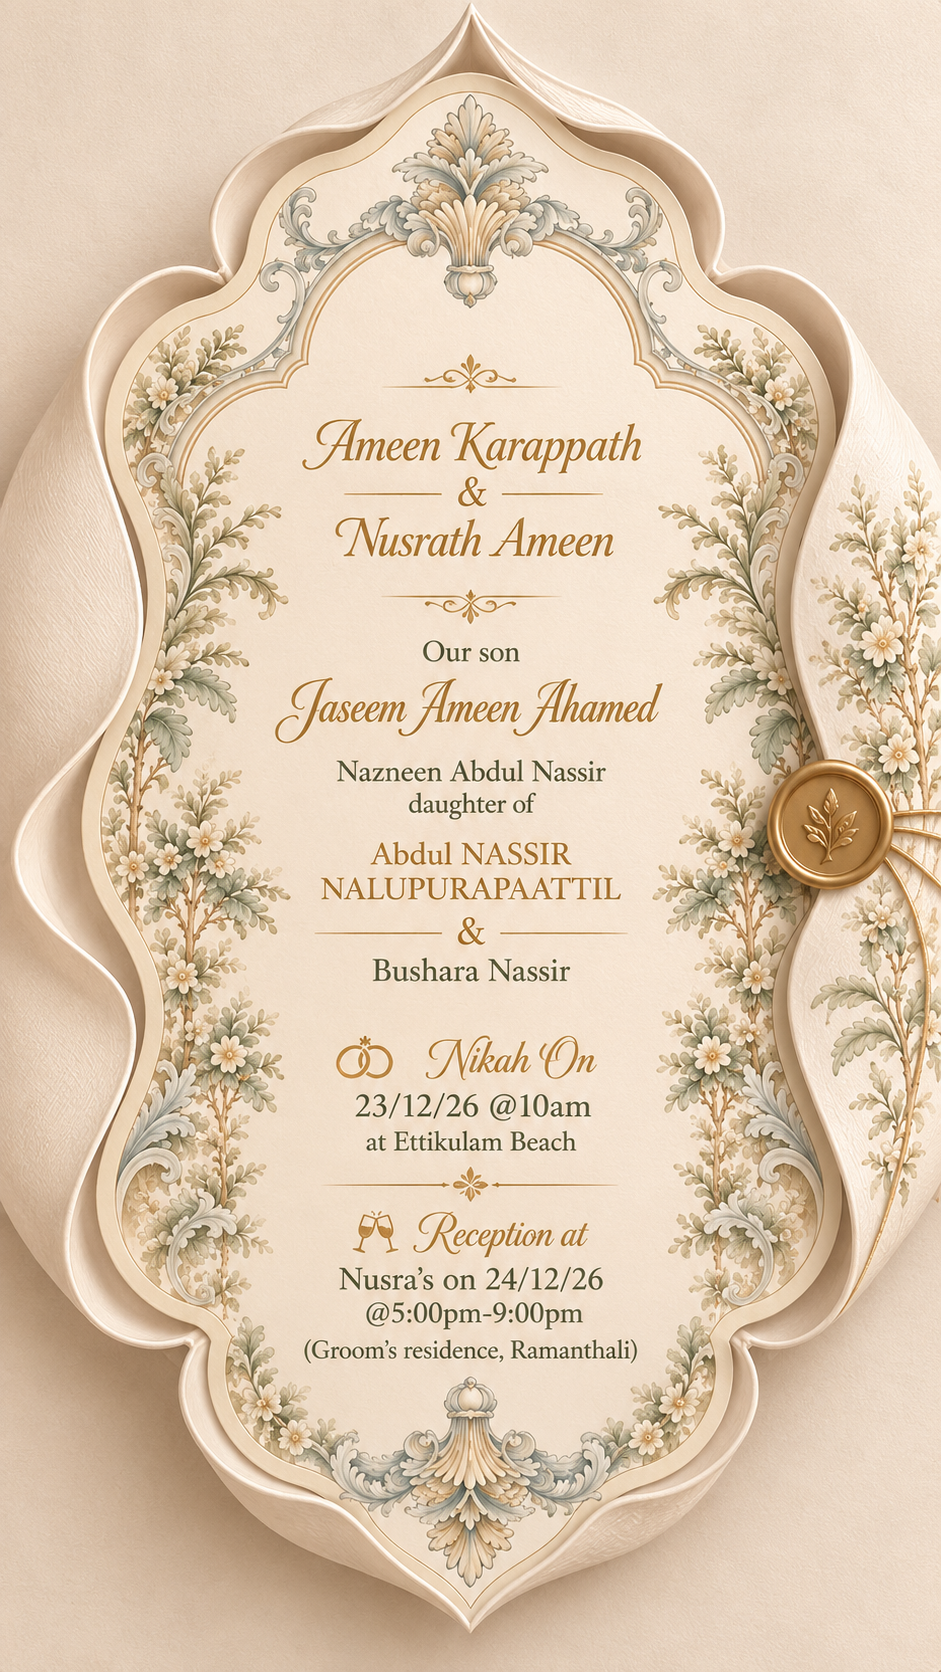 Ameen Karappath
&
Nusrath Ameen
Our son
Jaseem Ameen Ahamed
Nazneen Abdul Nassir
daughter of
Abdul NASSIR
NALUPURAPAATTIL
&
Bushara Nassir
Nikah On
23/12/26 @10am
at Ettikulam Beach
Reception at
Nusra's on 24/12/26
@5:00pm-9:00pm
(Groom's residence, Ramanthali)